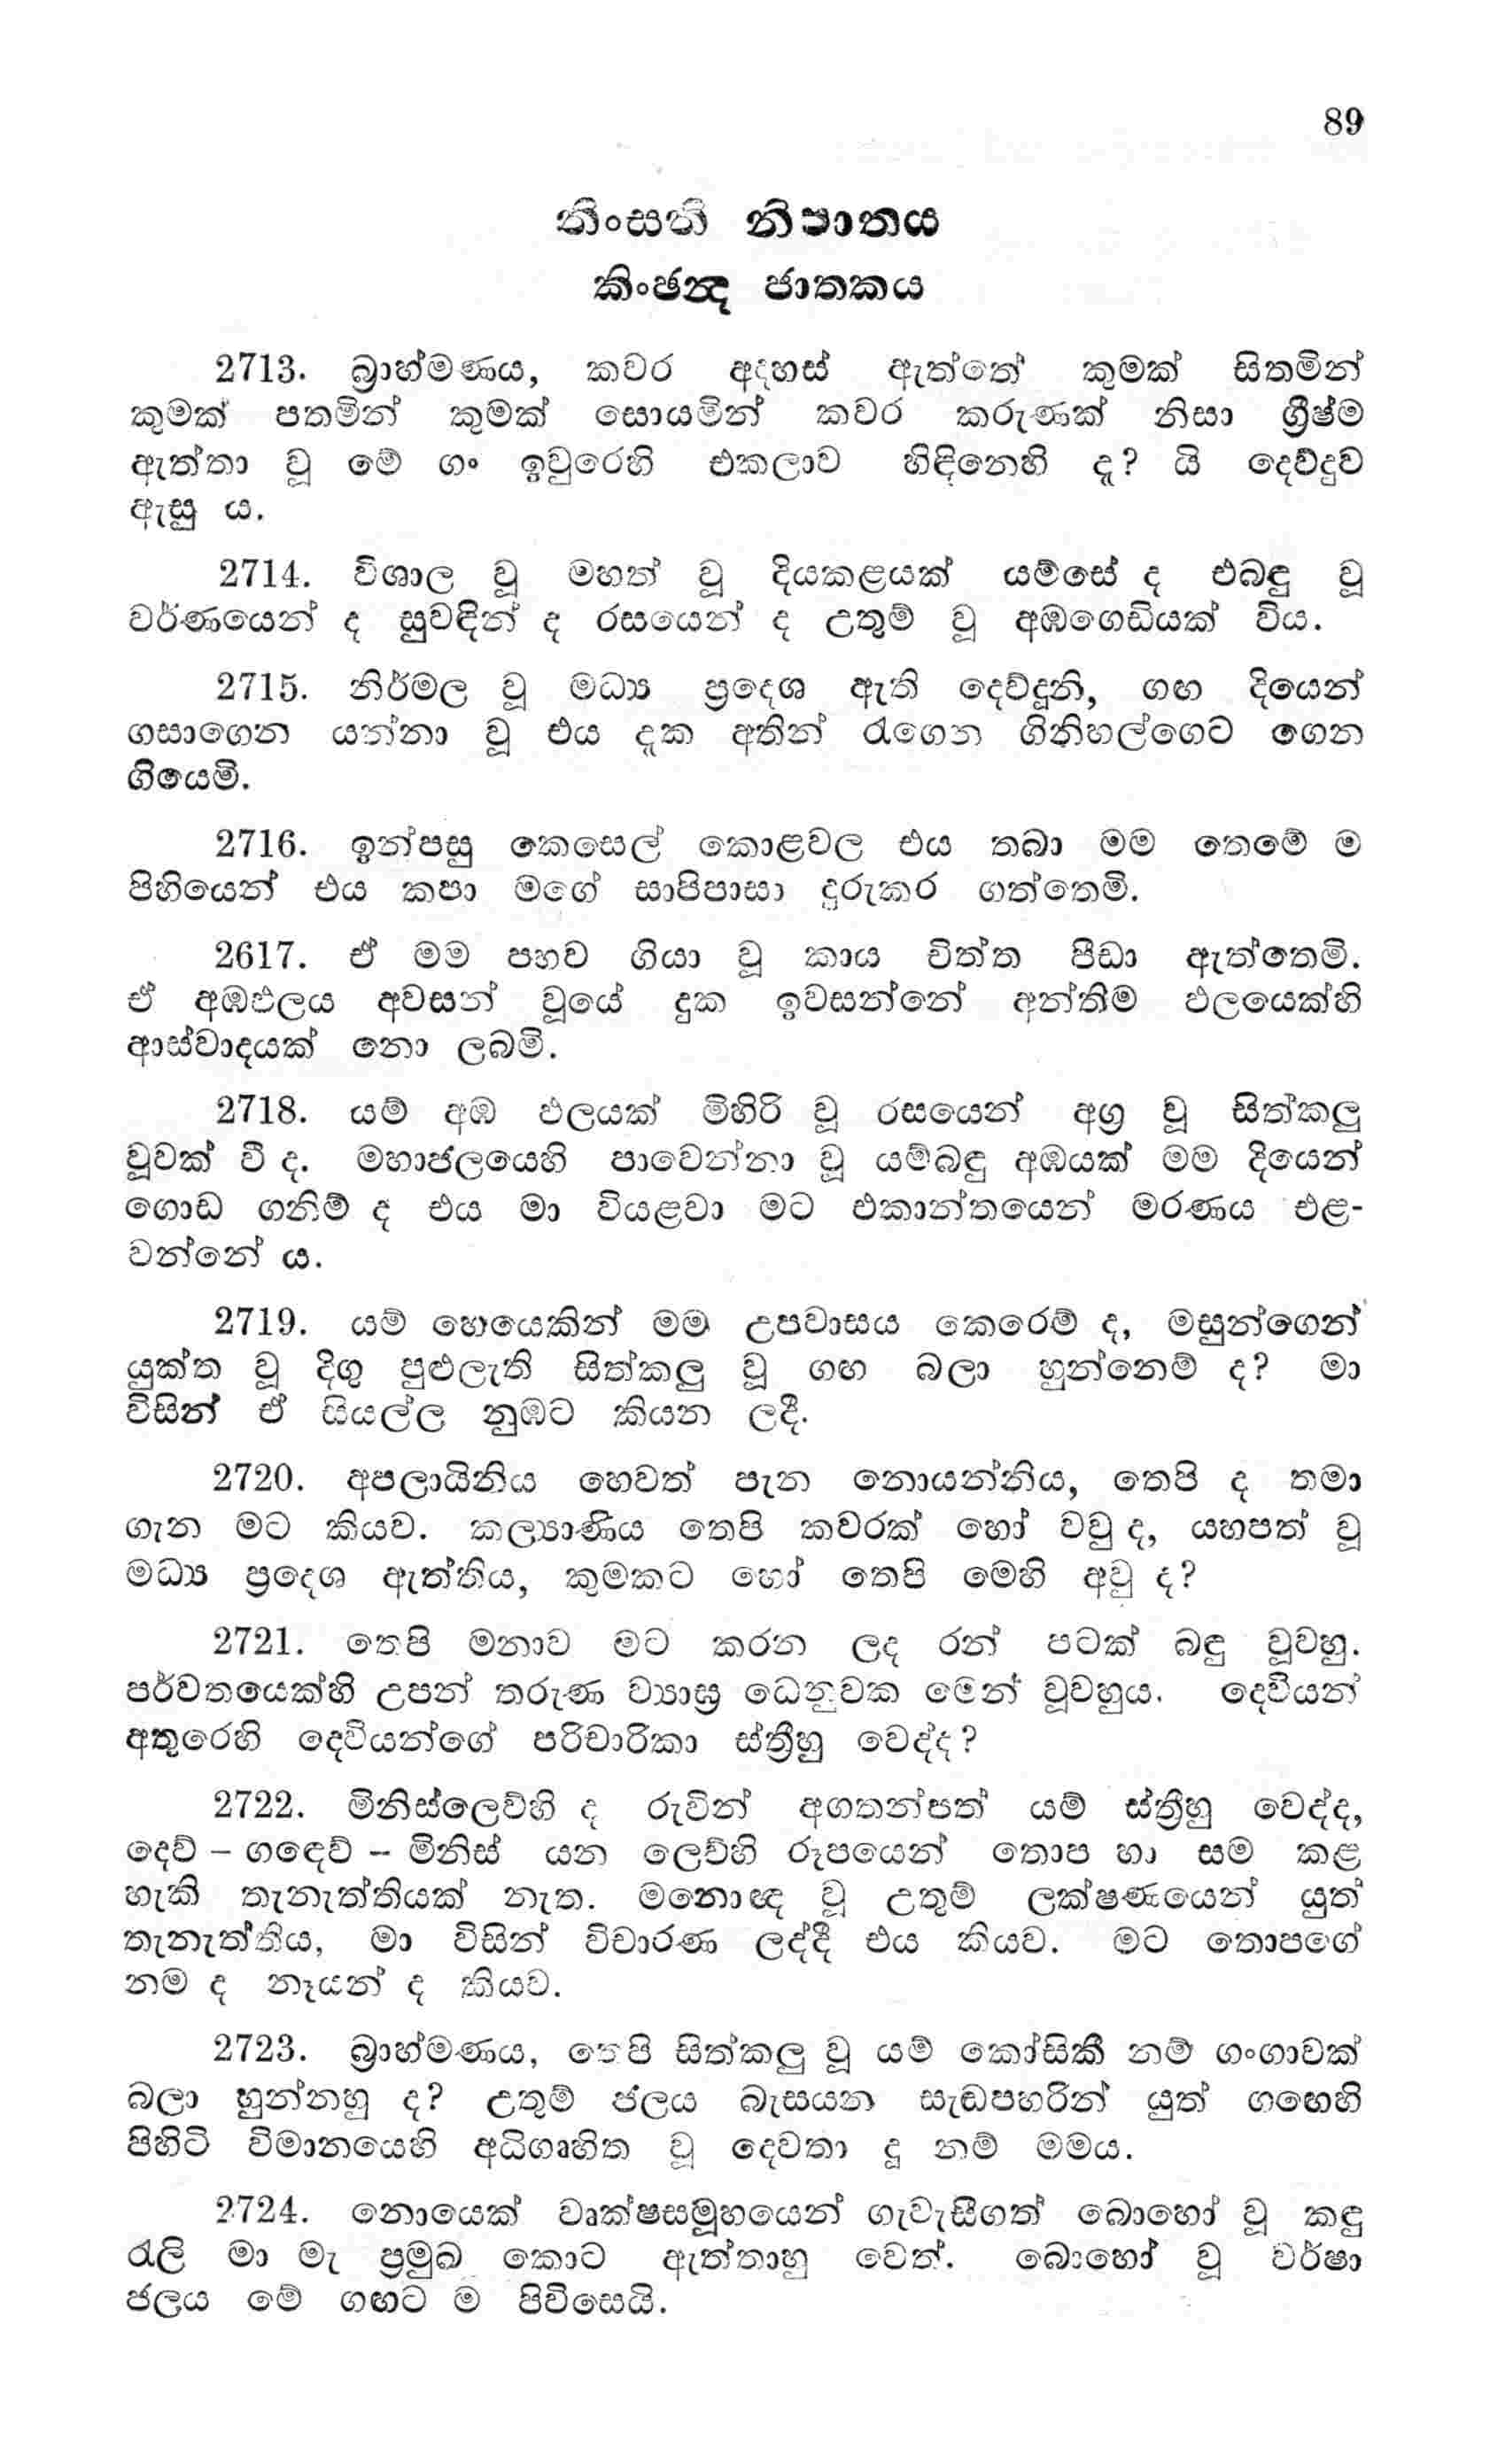 89
තිංසති නිපාතය
කිංඡන්ද ජාතකය
2713. බ්‍රාහ්මණය, කවර අදහස් ඇත්තේ කුමක් සිතමින්
කුමක් පතමින් කුමක් සොයමින් කවර කරුණක් නිසා ග්‍රීෂ්ම
ඇත්තා වූ මේ ගං ඉවුරෙහි එකලාව හිඳිනෙහි දැ? යි දෙව්දුව
ඇසු ය.
2714. විශාල වූ මහත් වූ දියකළයක් යම්සේ ද එබඳු වූ
වර්ණයෙන් ද සුවඳින් ද රසයෙන් ද උතුම් වූ අඹගෙඩියක් විය.
2715. නිර්මල වූ මධ්‍ය ප්‍රදෙශ ඇති දෙව්දූනි, ගඟ දියෙන්
ගසාගෙන යන්නා වූ එය දැක අතින් රැගෙන ගිනිහල්ගෙට ගෙන
ගියෙමි.
2716. ඉන්පසු කෙසෙල් කොළවල එය තබා මම තෙමේ ම
පිහියෙන් එය කපා මගේ සාපිපාසා දුරුකර ගත්තෙමි.
2617. ඒ මම පහව ගියා වූ කාය චිත්ත පීඩා ඇත්තෙමි.
ඒ අඹඵලය අවසන් වූයේ දුක ඉවසන්නේ අන්තිම ඵලයෙක්හි
ආස්වාදයක් නො ලබමි.
2718. යම් අඹ ඵලයක් මිහිරි වූ රසයෙන් අග්‍ර වූ සිත්කලු
වූවක් වී ද. මහාජලයෙහි පාවෙන්නා වූ යම්බඳු අඹයක් මම දියෙන්
ගොඩ ගනිම් ද එය මා වියළවා මට එකාන්තයෙන් මරණය එළ-
වන්නේ ය.
2719. යම් හෙයෙකින් මම උපවාසය කෙරෙම් ද, මසුන්ගෙන්
යුක්ත වූ දිගු පුළුලැති සිත්කලු වූ ගඟ බලා හුන්නෙම් ද? මා
විසින් ඒ සියල්ල නුඹට කියන ලදී.
2720. අපලායිනිය හෙවත් පැන නොයන්නිය, තෙපි ද තමා
ගැන මට කියව. කල්‍යාණිය තෙපි කවරක් හෝ වවු ද, යහපත් වූ
මධ්‍ය ප්‍රදෙශ ඇත්තිය, කුමකට හෝ තෙපි මෙහි අවු ද?
2721. තෙපි මනාව මට කරන ලද රන් පටක් බඳු වූවහු.
පර්වතයෙක්හි උපන් තරුණ ව්‍යාඝ්‍ර ධෙනුවක මෙන් වූවහුය. දෙවියන්
අතුරෙහි දෙවියන්ගේ පරිචාරිකා ස්ත්‍රීහු වෙද්ද?
2722. මිනිස්ලෙව්හි ද රුවින් අගතන්පත් යම් ස්ත්‍රීහු වෙද්ද,
දෙව් – ගඳෙව් – මිනිස් යන ලෙව්හි රූපයෙන් තොප හා සම කළ
හැකි තැනැත්තියක් නැත. මනොඥ වූ උතුම් ලක්ෂණයෙන් යුත්
තැනැත්තිය, මා විසින් විචාරණ ලද්දී එය කියව. මට තොපගේ
නම ද නෑයන් ද කියව.
2723. බ්‍රාහ්මණය, තෙපි සිත්කලු වූ යම් කෝසිකී නම් ගංගාවක්
බලා හුන්නහු ද? උතුම් ජලය බැසයන සැඬපහරින් යුත් ගඟෙහි
පිහිටි විමානයෙහි අධිගෘහිත වූ දෙවතා දූ නම් මමය.
2724. නොයෙක් වෘක්ෂසමූහයෙන් ගැවැසීගත් බොහෝ වූ කඳු
රැලි මා මැ ප්‍රමුඛ කොට ඇත්තාහු වෙත්. බොහෝ වූ වර්ෂා
ජලය මේ ගඟට ම පිවිසෙයි.